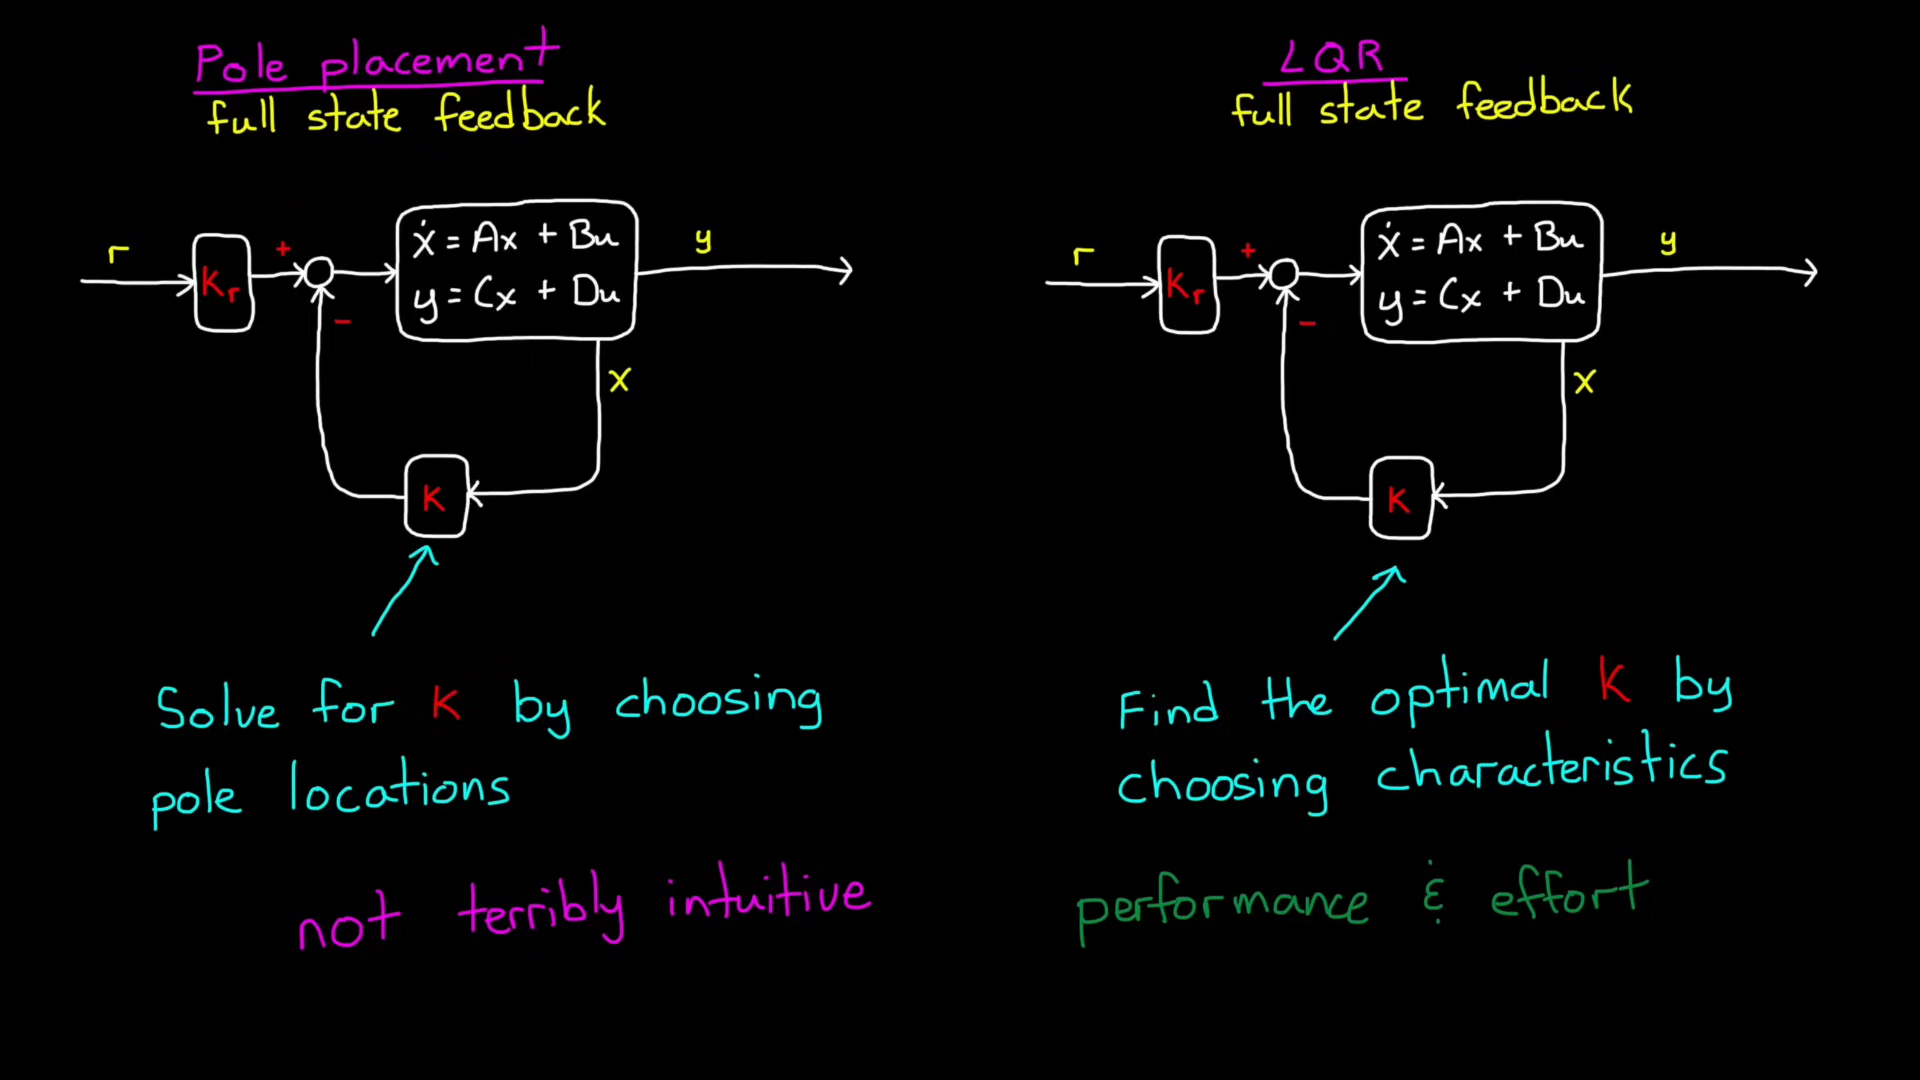 Pole placement
full state feedback
r
Kr
+
-
ẋ = Ax + Bu
y = Cx + Du
y
x
K
Solve for K by choosing
pole locations
not terribly intuitive
LQR
full state feedback
r
Kr
+
-
ẋ = Ax + Bu
y = Cx + Du
y
x
K
Find the optimal K by
choosing characteristics
performance & effort